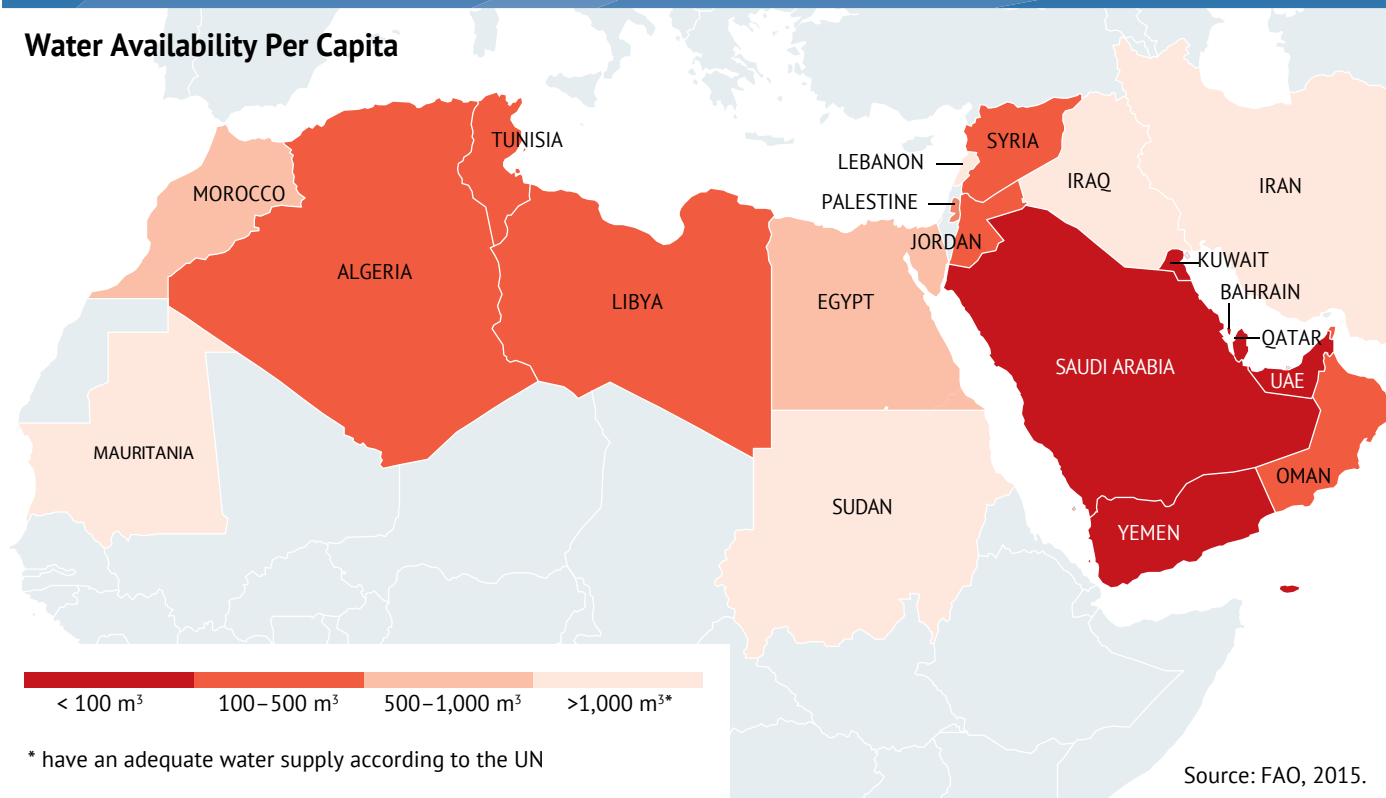 Water Availability Per Capita
TUNISIA
SYRIA
LEBANON
MOROCCO
IRAQ
IRAN
PALESTINE
JORDAN
ALGERIA
KUWAIT
LIBYA
EGYPT
BAHRAIN
QATAR
SAUDI ARABIA
UAE
MAURITANIA
OMAN
SUDAN
YEMEN
< 100 m³
100–500 m³
500–1,000 m³
>1,000 m³*
* have an adequate water supply according to the UN
Source: FAO, 2015.